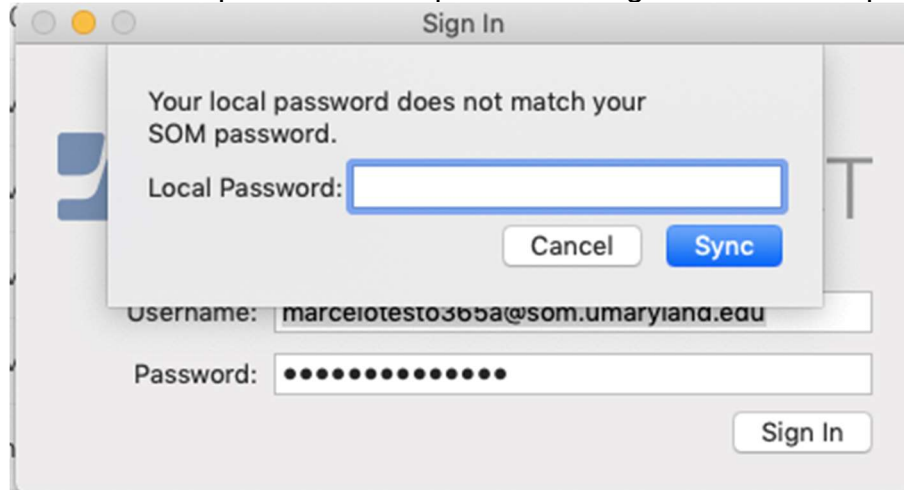 Sign In
Your local password does not match your
SOM password.
Local Password:
Cancel Sync
T
Username: marcelotesto365a@som.umaryland.edu
Password: ••••••••••••••
Sign In